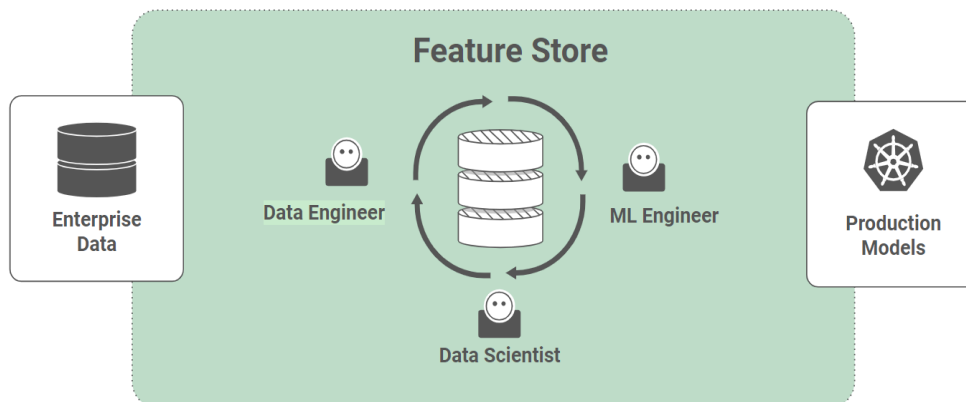 Feature Store
Enterprise
Data
Data Engineer
ML Engineer
Production
Models
Data Scientist